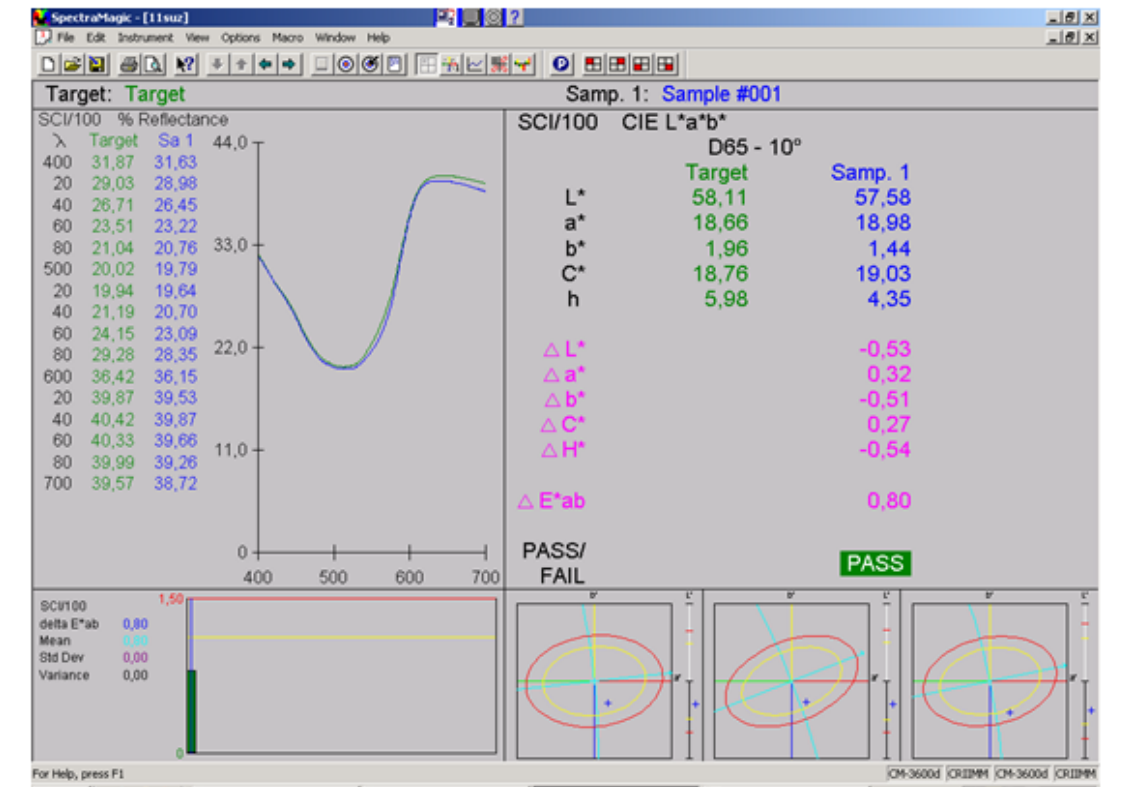 SpectraMagic - [11suz]
File Edit Instrument View Options Macro Window Help
Target: Target Samp. 1: Sample #001
SCI/100 % Reflectance
λ Target Sa 1
400 31,87 31,63
20 29,03 28,98
40 26,71 26,45
60 23,51 23,22
80 21,04 20,76
500 20,02 19,79
20 19,94 19,64
40 21,19 20,70
60 24,15 23,09
80 29,28 28,35
600 36,42 36,15
20 39,87 39,53
40 40,42 39,87
60 40,33 39,66
80 39,99 39,26
700 39,57 38,72
44,0
33,0
22,0
11,0
0
400 500 600 700
SCI/100 CIE L*a*b*
D65 - 10°
Target Samp. 1
L* 58,11 57,58
a* 18,66 18,98
b* 1,96 1,44
C* 18,76 19,03
h 5,98 4,35
△ L* -0,53
△ a* 0,32
△ b* -0,51
△ C* 0,27
△ H* -0,54
△ E*ab 0,80
PASS/
FAIL
PASS
SCI/100
delta E*ab 0,80
Mean 0,80
Std Dev 0,00
Variance 0,00
1,50
0
For Help, press F1
CM-3600d CRIIMM CM-3600d CRIIMM